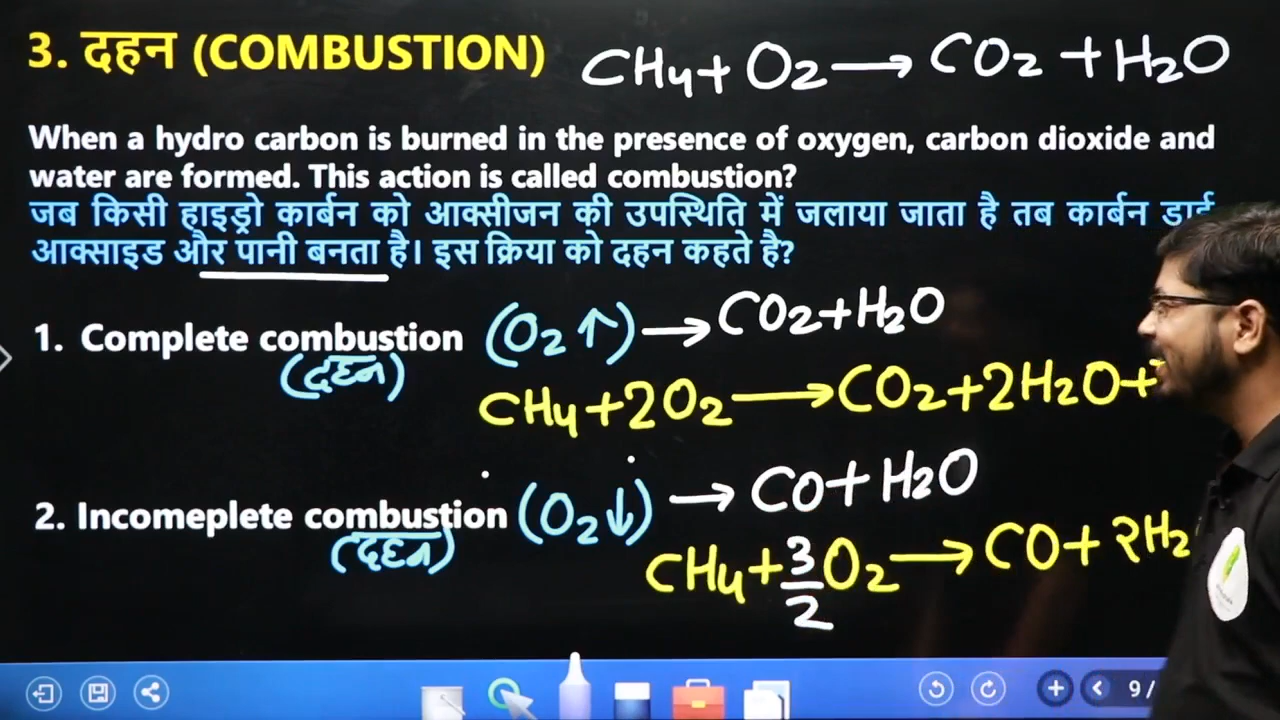 3. दहन (COMBUSTION) CH4 + O2 → CO2 + H2O
When a hydro carbon is burned in the presence of oxygen, carbon dioxide and
water are formed. This action is called combustion?
जब किसी हाइड्रो कार्बन को आक्सीजन की उपस्थिति में जलाया जाता है तब कार्बन डाई
आक्साइड और पानी बनता है। इस क्रिया को दहन कहते है?
1. Complete combustion (O2 ↑) → CO2 + H2O
(दहन)
CH4 + 2O2 → CO2 + 2H2O +
2. Incomeplete combustion (O2 ↓) → CO + H2O
(दहन)
CH4 + 3/2 O2 → CO + 2H2
9 /